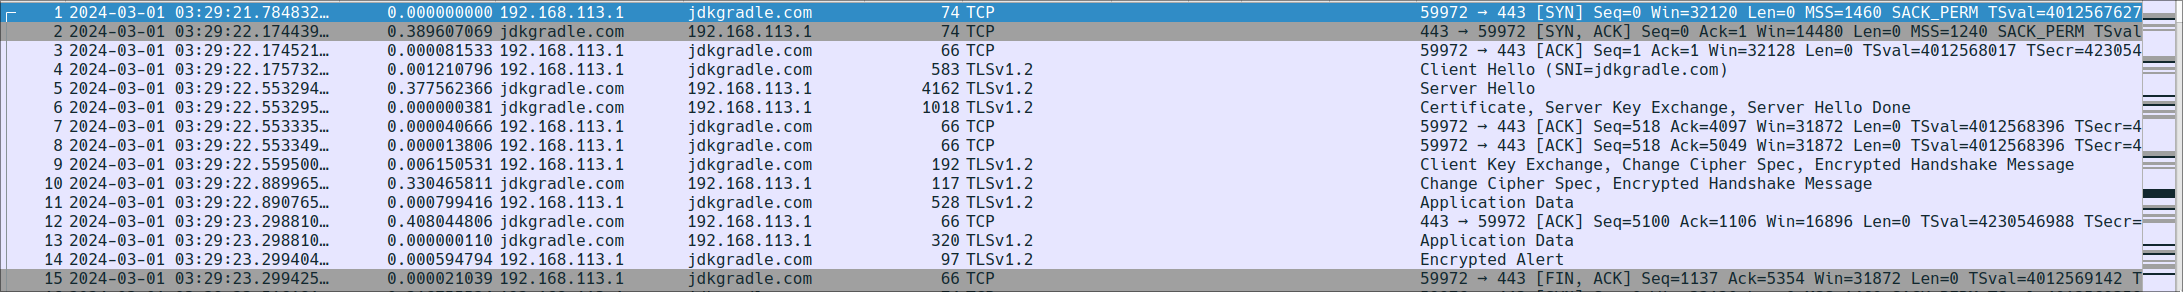 1 2024-03-01 03:29:21.784832… 0.000000000 192.168.113.1 jdkgradle.com 74 TCP 59972 → 443 [SYN] Seq=0 Win=32120 Len=0 MSS=1460 SACK_PERM TSval=4012567627
2 2024-03-01 03:29:22.174439… 0.389607069 jdkgradle.com 192.168.113.1 74 TCP 443 → 59972 [SYN, ACK] Seq=0 Ack=1 Win=14480 Len=0 MSS=1240 SACK_PERM TSval
3 2024-03-01 03:29:22.174521… 0.000081533 192.168.113.1 jdkgradle.com 66 TCP 59972 → 443 [ACK] Seq=1 Ack=1 Win=32128 Len=0 TSval=4012568017 TSecr=423054
4 2024-03-01 03:29:22.175732… 0.001210796 192.168.113.1 jdkgradle.com 583 TLSv1.2 Client Hello (SNI=jdkgradle.com)
5 2024-03-01 03:29:22.553294… 0.377562366 jdkgradle.com 192.168.113.1 4162 TLSv1.2 Server Hello
6 2024-03-01 03:29:22.553295… 0.000000381 jdkgradle.com 192.168.113.1 1018 TLSv1.2 Certificate, Server Key Exchange, Server Hello Done
7 2024-03-01 03:29:22.553335… 0.000040666 192.168.113.1 jdkgradle.com 66 TCP 59972 → 443 [ACK] Seq=518 Ack=4097 Win=31872 Len=0 TSval=4012568396 TSecr=4
8 2024-03-01 03:29:22.553349… 0.000013806 192.168.113.1 jdkgradle.com 66 TCP 59972 → 443 [ACK] Seq=518 Ack=5049 Win=31872 Len=0 TSval=4012568396 TSecr=4
9 2024-03-01 03:29:22.559500… 0.006150531 192.168.113.1 jdkgradle.com 192 TLSv1.2 Client Key Exchange, Change Cipher Spec, Encrypted Handshake Message
10 2024-03-01 03:29:22.889965… 0.330465811 jdkgradle.com 192.168.113.1 117 TLSv1.2 Change Cipher Spec, Encrypted Handshake Message
11 2024-03-01 03:29:22.890765… 0.000799416 192.168.113.1 jdkgradle.com 528 TLSv1.2 Application Data
12 2024-03-01 03:29:23.298810… 0.408044806 jdkgradle.com 192.168.113.1 66 TCP 443 → 59972 [ACK] Seq=5100 Ack=1106 Win=16896 Len=0 TSval=4230546988 TSecr=
13 2024-03-01 03:29:23.298810… 0.000000110 jdkgradle.com 192.168.113.1 320 TLSv1.2 Application Data
14 2024-03-01 03:29:23.299404… 0.000594794 192.168.113.1 jdkgradle.com 97 TLSv1.2 Encrypted Alert
15 2024-03-01 03:29:23.299425… 0.000021039 192.168.113.1 jdkgradle.com 66 TCP 59972 → 443 [FIN, ACK] Seq=1137 Ack=5354 Win=31872 Len=0 TSval=4012569142 T